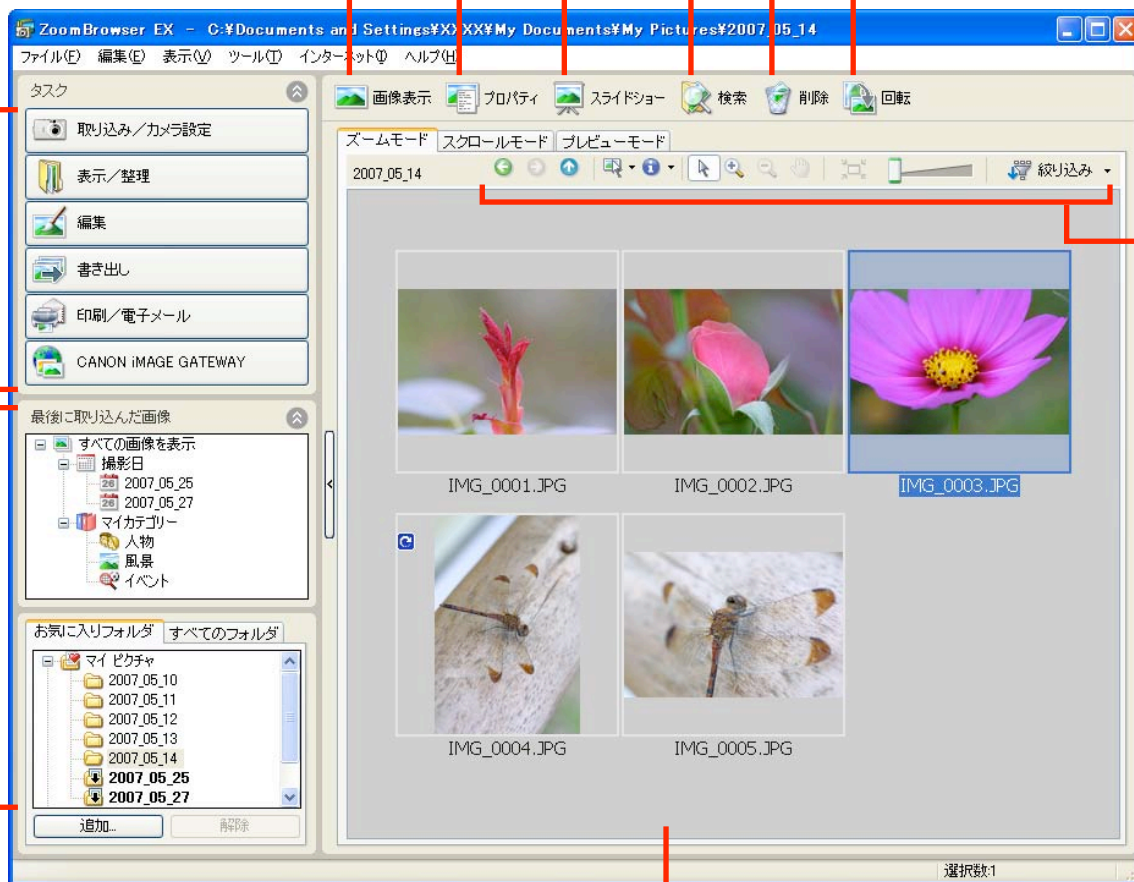 ZoomBrowser EX - C:¥Documents and Settings¥XXXXX¥My Documents¥My Pictures¥2007_05_14
ファイル(F) 編集(E) 表示(V) ツール(T) インターネット(I) ヘルプ(H)
タスク
取り込み/カメラ設定
表示/整理
編集
書き出し
印刷/電子メール
CANON iMAGE GATEWAY
最後に取り込んだ画像
すべての画像を表示
撮影日
26 2007_05_25
26 2007_05_27
マイカテゴリー
人物
風景
イベント
お気に入りフォルダ すべてのフォルダ
マイ ピクチャ
2007_05_10
2007_05_11
2007_05_12
2007_05_13
2007_05_14
2007_05_25
2007_05_27
追加... 解除
画像表示 プロパティ スライドショー 検索 削除 回転
ズームモード スクロールモード プレビューモード
2007_05_14 絞り込み
IMG_0001.JPG IMG_0002.JPG IMG_0003.JPG
IMG_0004.JPG IMG_0005.JPG
選択数:1